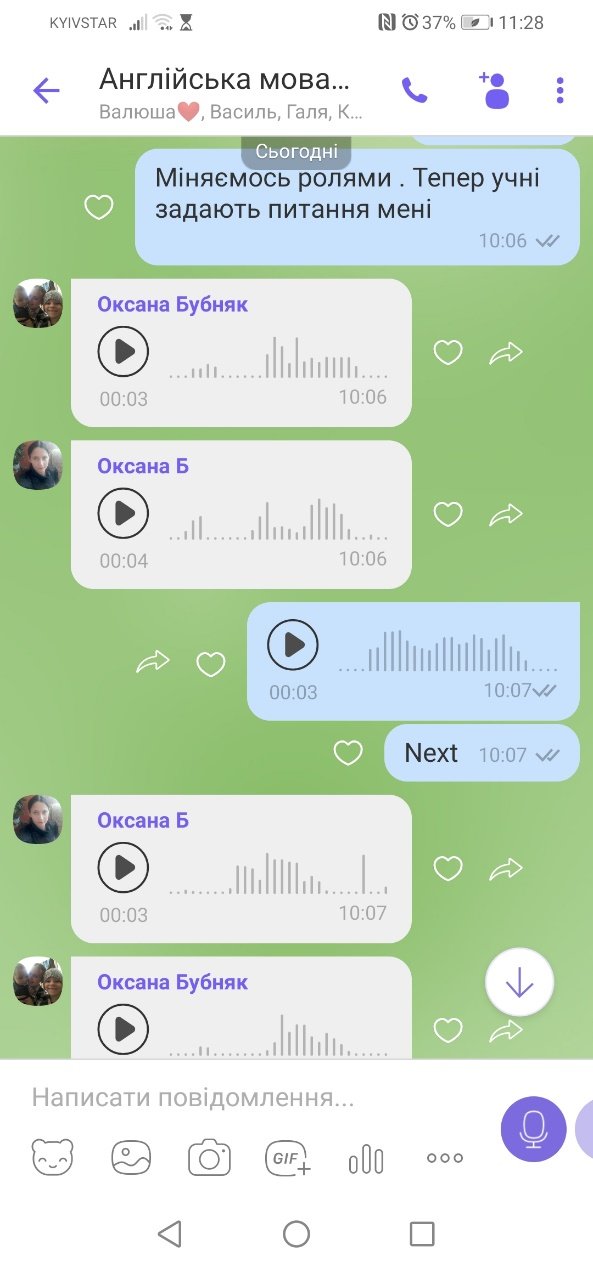 KYIVSTAR 37% 11:28
Англійська мова...
Валюша❤️, Василь, Галя, К...
Сьогодні
Міняємось ролями . Тепер учні
задають питання мені
10:06
Оксана Бубняк
00:03 10:06
Оксана Б
00:04 10:06
00:03 10:07
Next 10:07
Оксана Б
00:03 10:07
Оксана Бубняк
Написати повідомлення...
GIF